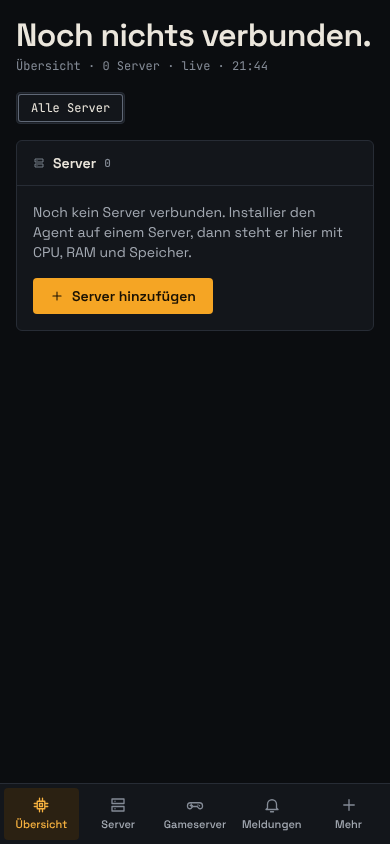 Noch nichts verbunden.
Übersicht · 0 Server · live · 21:44
Alle Server
Server 0
Noch kein Server verbunden. Installier den
Agent auf einem Server, dann steht er hier mit
CPU, RAM und Speicher.
+ Server hinzufügen
Übersicht Server Gameserver Meldungen Mehr